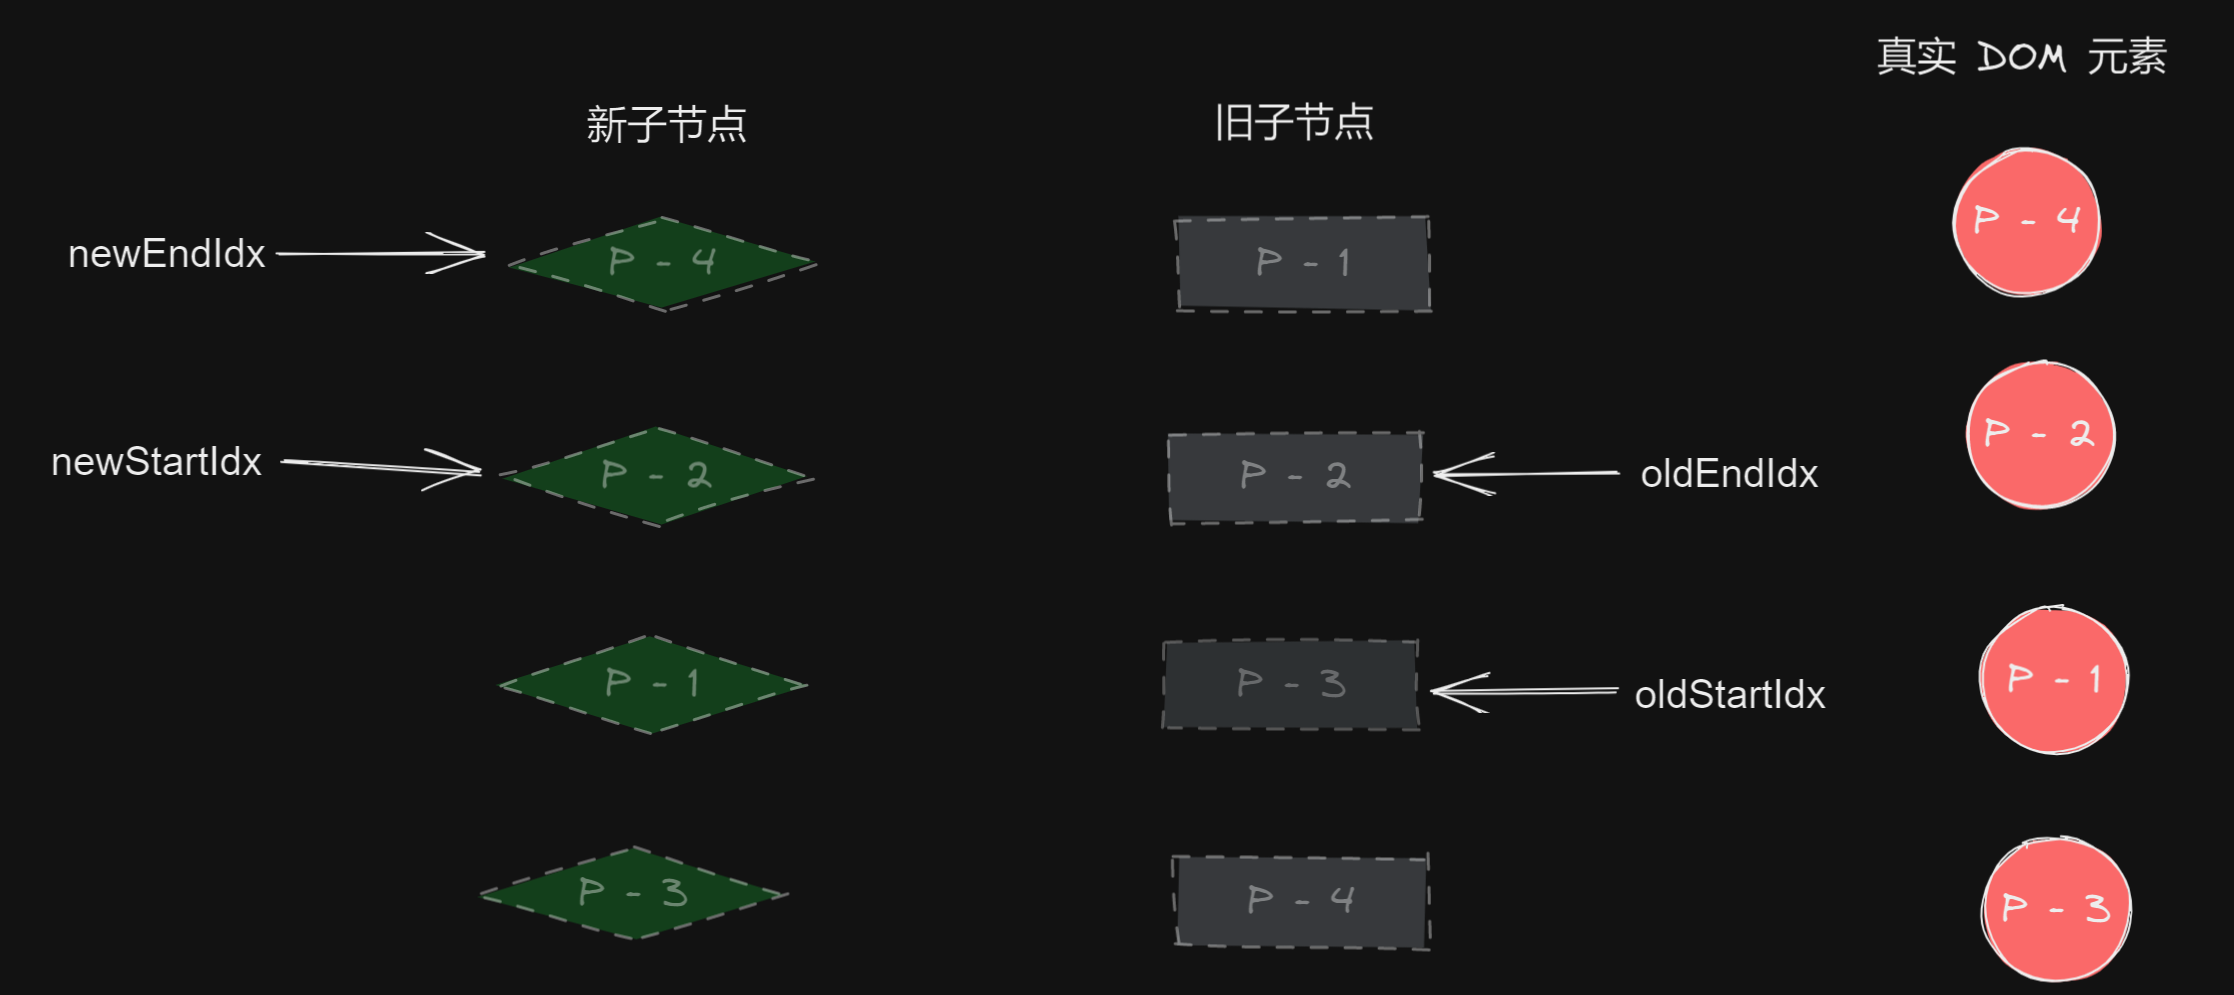 真实 DOM 元素
新子节点
旧子节点
newEndIdx
P - 4
P - 1
P - 4
newStartIdx
P - 2
P - 2
oldEndIdx
P - 2
P - 1
P - 3
oldStartIdx
P - 1
P - 3
P - 4
P - 3